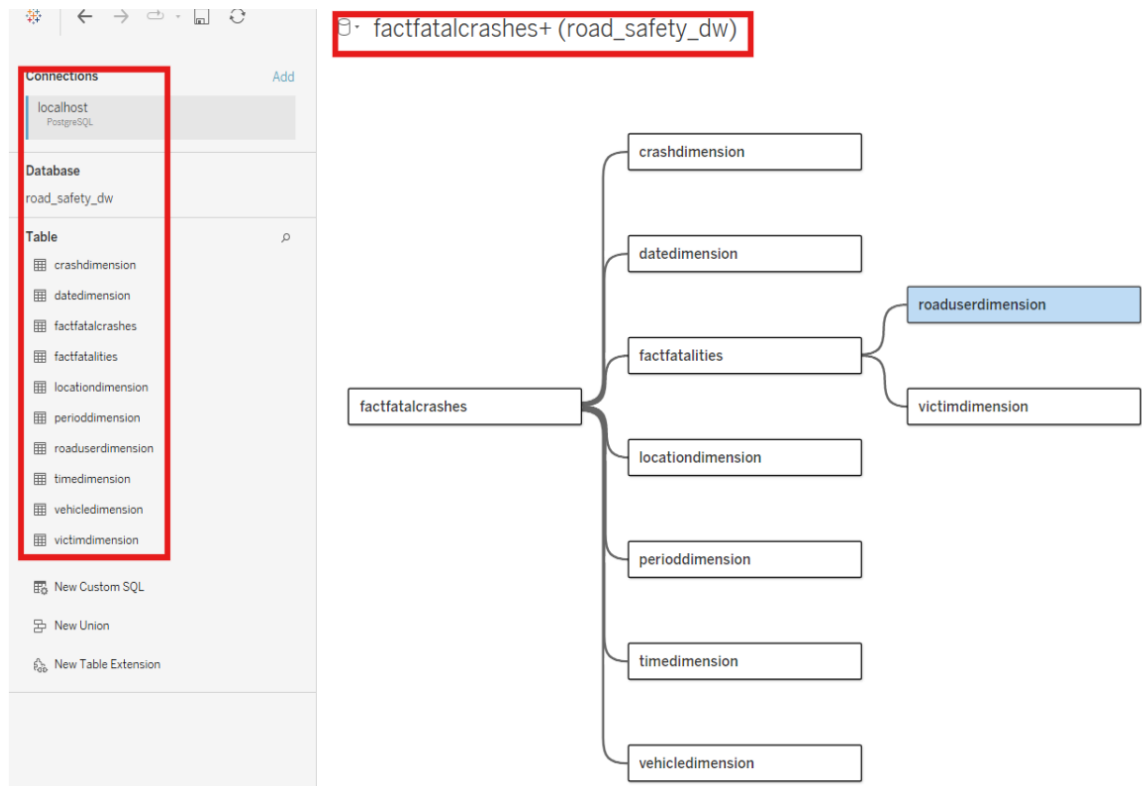 Connections
Add
localhost
PostgreSQL
Database
road_safety_dw
Table
crashdimension
datedimension
factfatalcrashes
factfatalities
locationdimension
perioddimension
roaduserdimension
timedimension
vehicledimension
victimdimension
New Custom SQL
New Union
New Table Extension
factfatalcrashes+ (road_safety_dw)
factfatalcrashes
crashdimension
datedimension
factfatalities
roaduserdimension
victimdimension
locationdimension
perioddimension
timedimension
vehicledimension